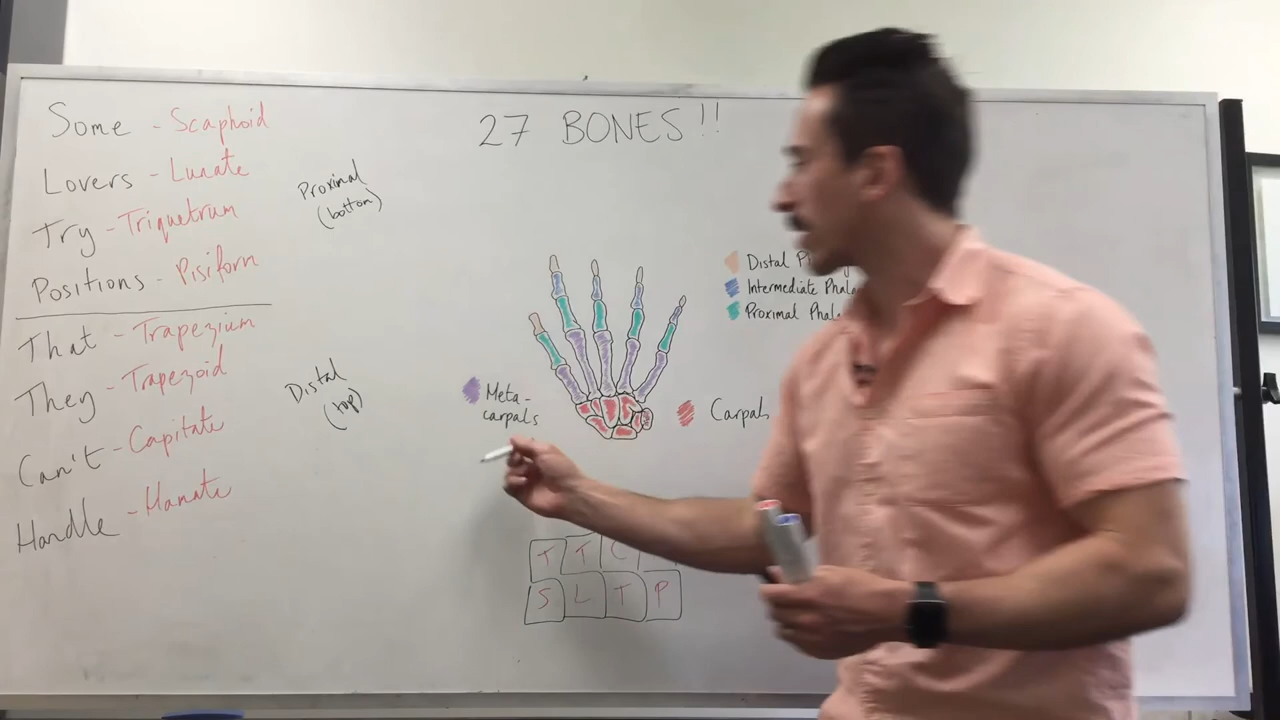 Some - Scaphoid
Lovers - Lunate
Try - Triquetrum
Positions - Pisiform
Proximal
(bottom)
That - Trapezium
They - Trapezoid
Can't - Capitate
Handle - Hamate
Distal
(top)
27 BONES!!
Distal
Intermediate Phala
Proximal Phala
Meta-
carpals
Carpals
T T C
S L T P